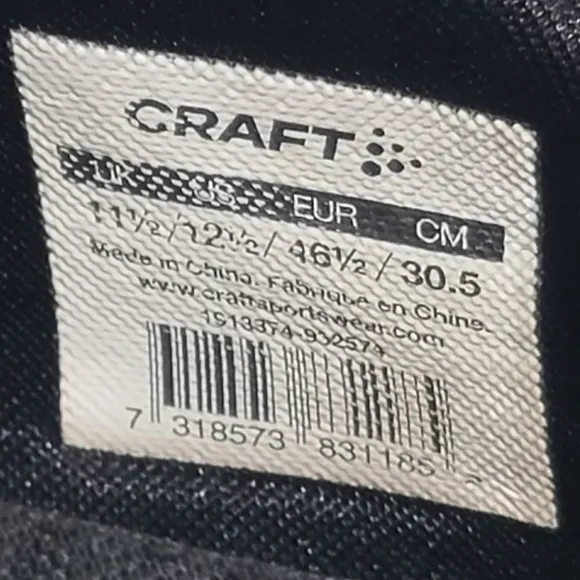 CRAFT
UK US EUR CM
11½/12½/46½/30.5
Made in China. Fabriqué en Chine.
www.craftsportswear.com
1913374-932574
7 318573 831185